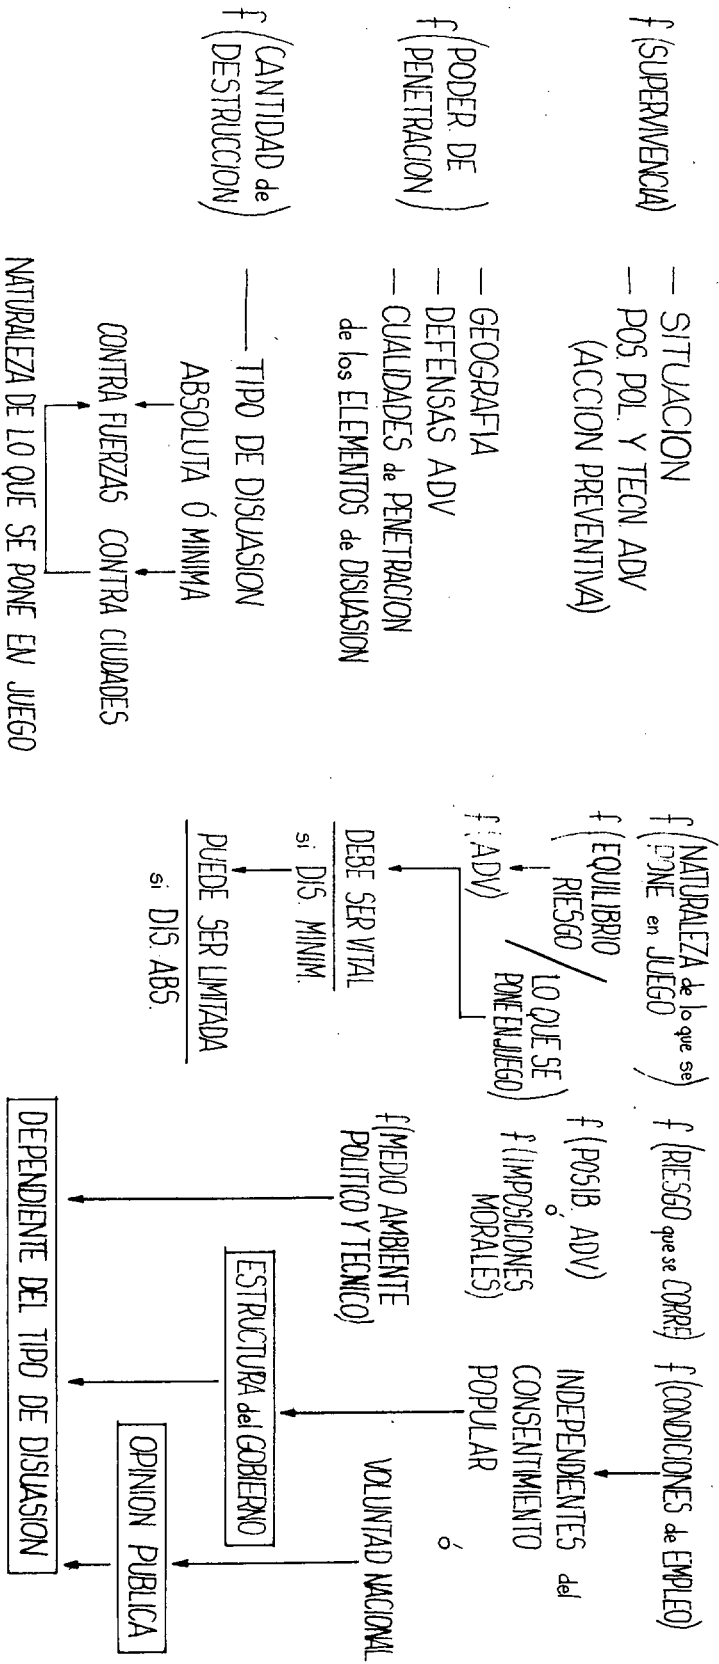 f (SUPERVIVENCIA)
— SITUACION
— POS POL. Y TECN. ADV
(ACCION PREVENTIVA)
f (PODER DE
PENETRACION)
— GEOGRAFIA
— DEFENSAS ADV
— CUALIDADES de PENETRACION
de los ELEMENTOS de DISUASION
f (CANTIDAD de
DESTRUCCION)
— TIPO DE DISUASION
ABSOLUTA Ó MINIMA
CONTRA FUERZAS CONTRA CIUDADES
NATURALEZA DE LO QUE SE PONE EN JUEGO
f (NATURALEZA de lo que se
PONE en JUEGO)
f (EQUILIBRIO
RIESGO / LO QUE SE
PONE EN JUEGO)
f (ADV)
DEBE SER VITAL
si DIS. MINIM.
PUEDE SER LIMITADA
si DIS. ABS.
f (RIESGO que se CORRE)
f (POSIB. ADV)
ó
f (IMPOSICIONES
MORALES)
f (MEDIO AMBIENTE
POLITICO Y TECNICO)
f (CONDICIONES de EMPLEO)
INDEPENDIENTES del
CONSENTIMIENTO
POPULAR
ó
VOLUNTAD NACIONAL
ESTRUCTURA del GOBIERNO
OPINION PUBLICA
DEPENDIENTE DEL TIPO DE DISUASION